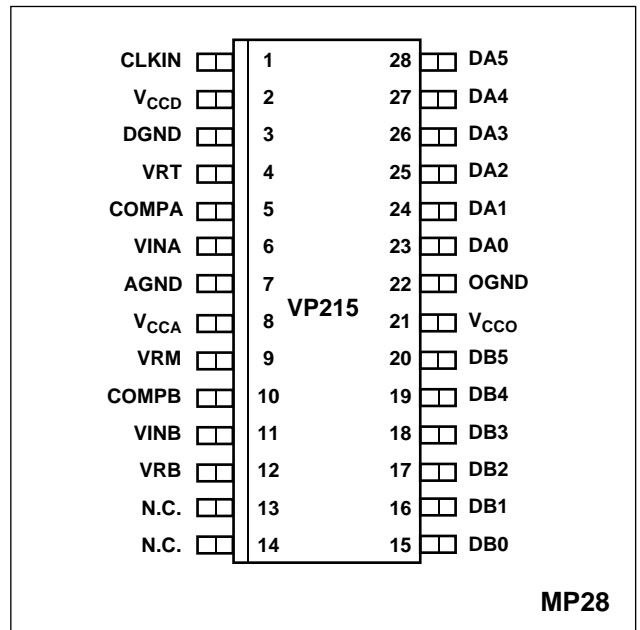 CLKIN 1 28 DA5
VCCD 2 27 DA4
DGND 3 26 DA3
VRT 4 25 DA2
COMPA 5 24 DA1
VINA 6 23 DA0
AGND 7 22 OGND
VP215
VCCA 8 21 VCCO
VRM 9 20 DB5
COMPB 10 19 DB4
VINB 11 18 DB3
VRB 12 17 DB2
N.C. 13 16 DB1
N.C. 14 15 DB0
MP28